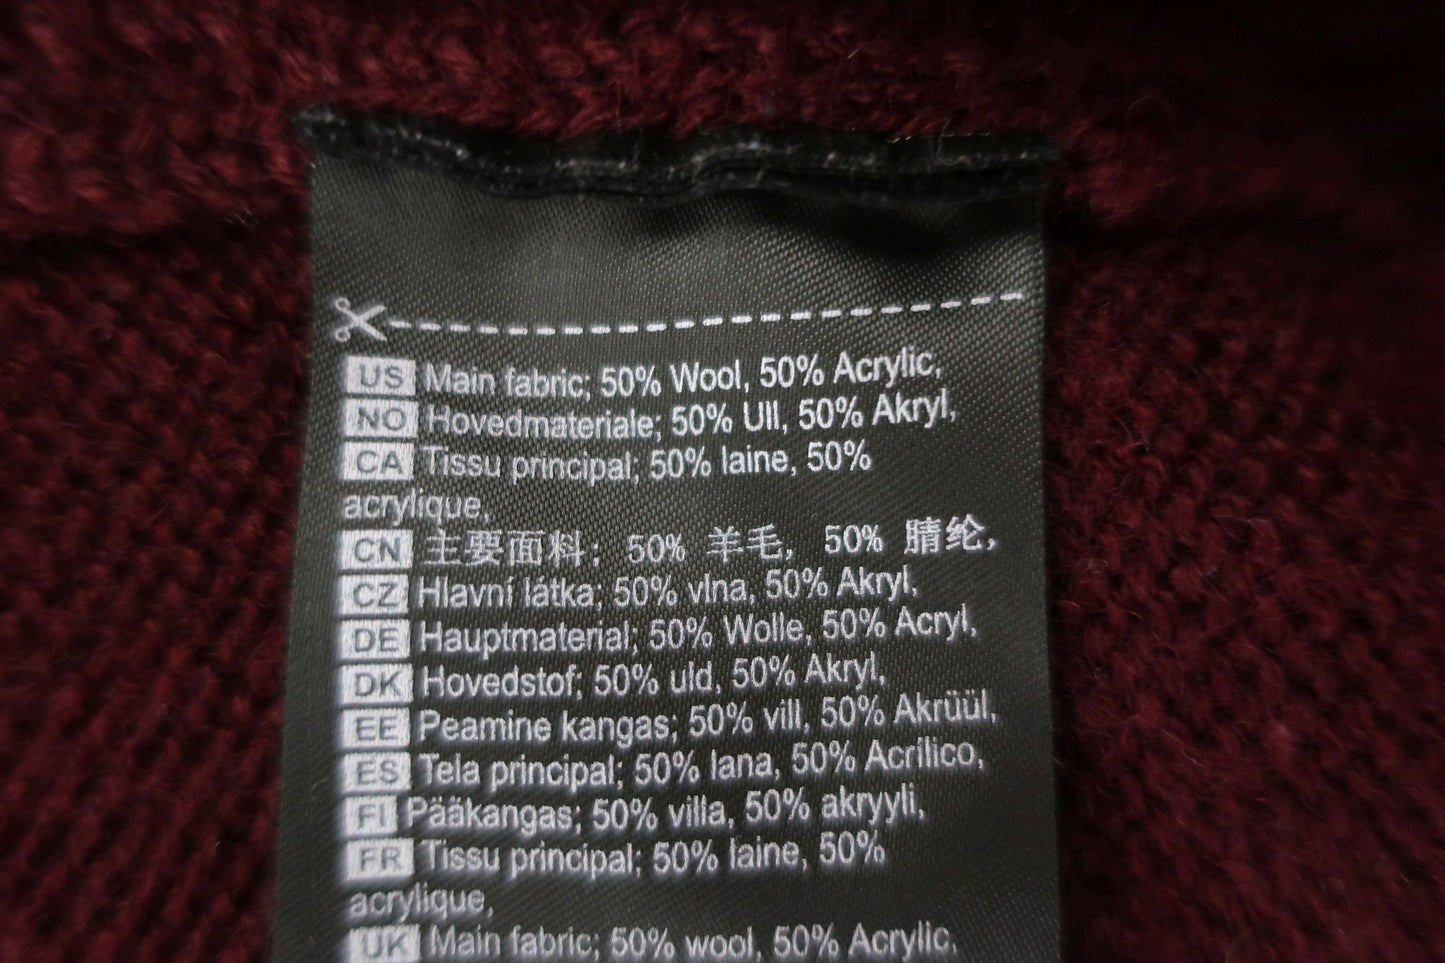 US Main fabric; 50% Wool, 50% Acrylic,
NO Hovedmateriale; 50% Ull, 50% Akryl,
CA Tissu principal; 50% laine, 50%
acrylique,
CN 主要面料; 50% 羊毛, 50% 腈纶,
CZ Hlavní látka; 50% vlna, 50% Akryl,
DE Hauptmaterial; 50% Wolle, 50% Acryl,
DK Hovedstof; 50% uld, 50% Akryl,
EE Peamine kangas; 50% vill, 50% Akrüül,
ES Tela principal; 50% lana, 50% Acrílico,
FI Pääkangas; 50% villa, 50% akryyli,
FR Tissu principal; 50% laine, 50%
acrylique,
UK Main fabric; 50% wool, 50% Acrylic,